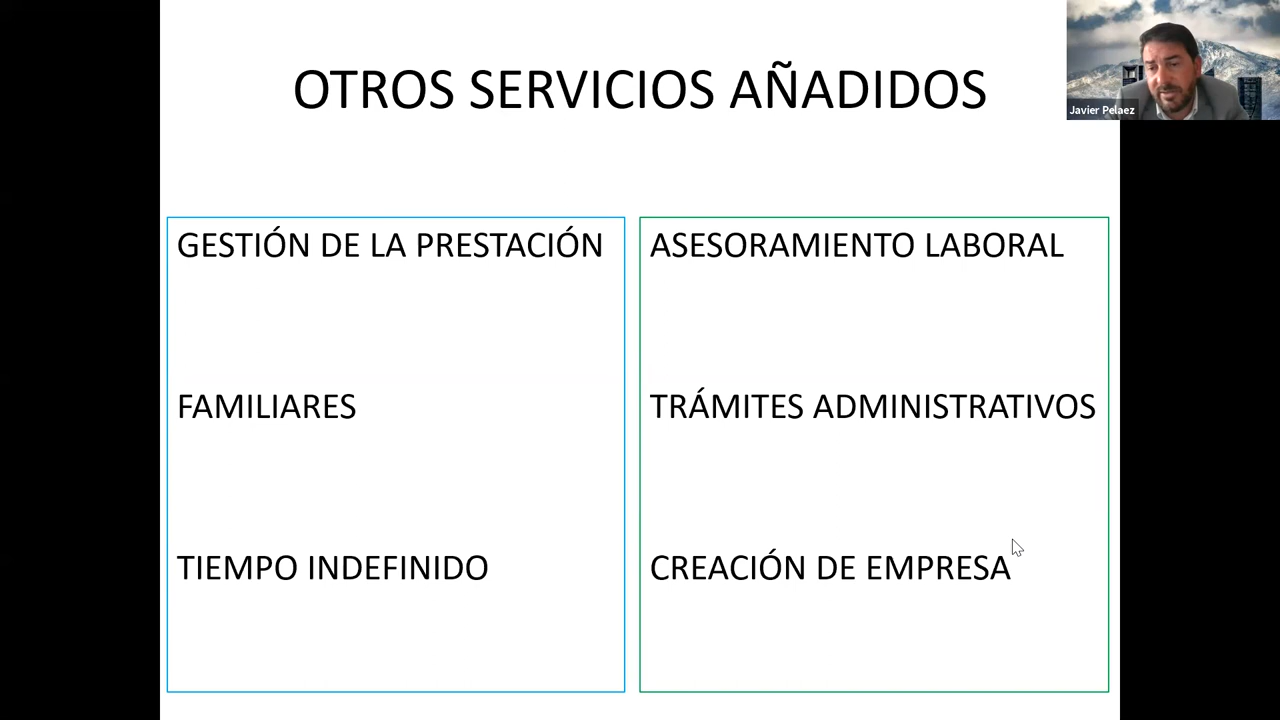 OTROS SERVICIOS AÑADIDOS
Javier Pelaez
GESTIÓN DE LA PRESTACIÓN
FAMILIARES
TIEMPO INDEFINIDO
ASESORAMIENTO LABORAL
TRÁMITES ADMINISTRATIVOS
CREACIÓN DE EMPRESA